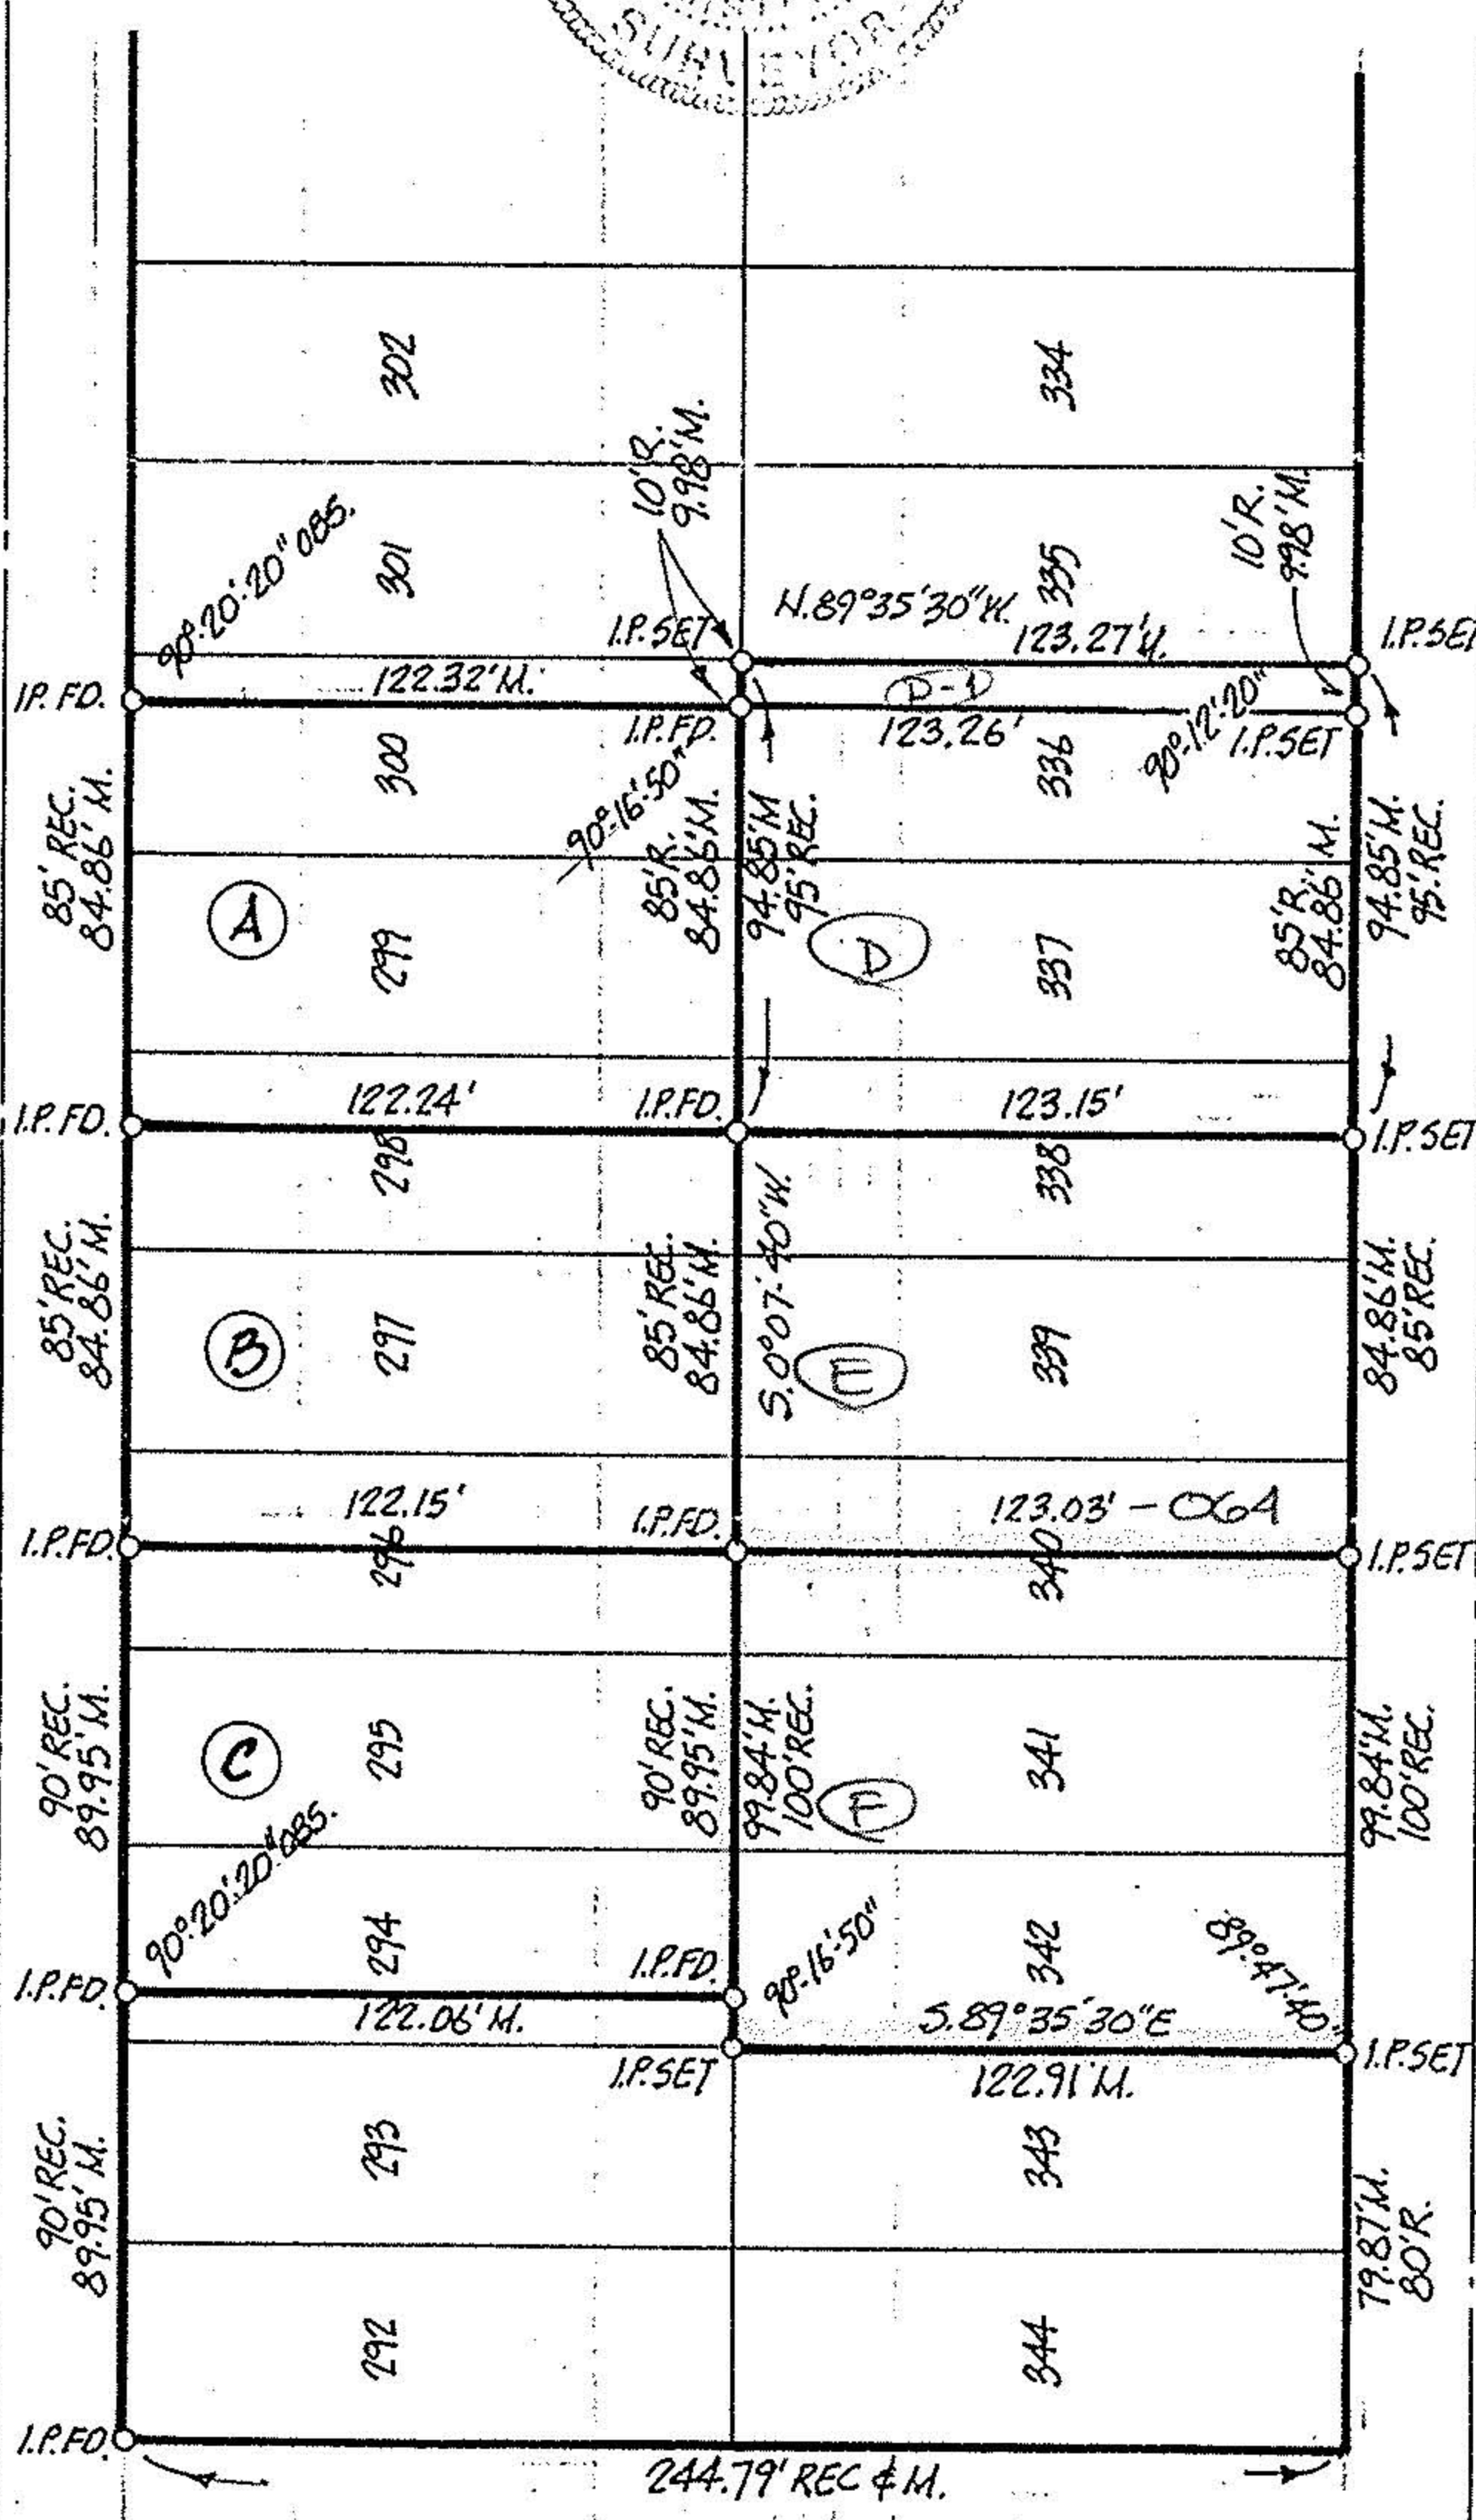 SURVEYOR
302
334
10'R.
9.98'M.
90°-20'-20" OBS.
301
335
10'R.
9.98'M.
I.P.SET
N.89°35'30"W.
123.27'M.
I.P.SET
I.P. FD.
122.32'M.
D-1
I.P.FD.
123.26'
90°-12'-20"
I.P.SET
300
336
90°-16'-50"
85' REC.
84.86' M.
85'R.
84.86'M.
94.85'M
95'REC.
85'R.
84.86'M.
94.85'M.
95'.REC.
A
299
D
337
122.24'
123.15'
I.P.FD.
I.P.FD.
I.P.SET
298
338
85'REC.
84.86'M.
85'REC.
84.86'M.
S.0°07'-40"W.
84.86'M.
85'REC.
B
297
E
339
122.15'
123.03' - 064
I.P.FD.
I.P.FD.
I.P.SET
296
340
90'REC.
89.95'M.
90'REC.
89.95'M.
99.84'M.
100'REC.
99.84'M.
100'REC.
C
295
F
341
90°-20'-20"OBS.
294
342
90°-16'-50"
89°47'-40"
I.P.FD.
I.P.FD.
122.06'M.
S.89°35'30"E
I.P.SET
122.91'M.
I.P.SET
90'REC.
89.95'M.
293
343
79.87'M.
80'R.
292
344
I.P.FD.
244.79' REC & M.